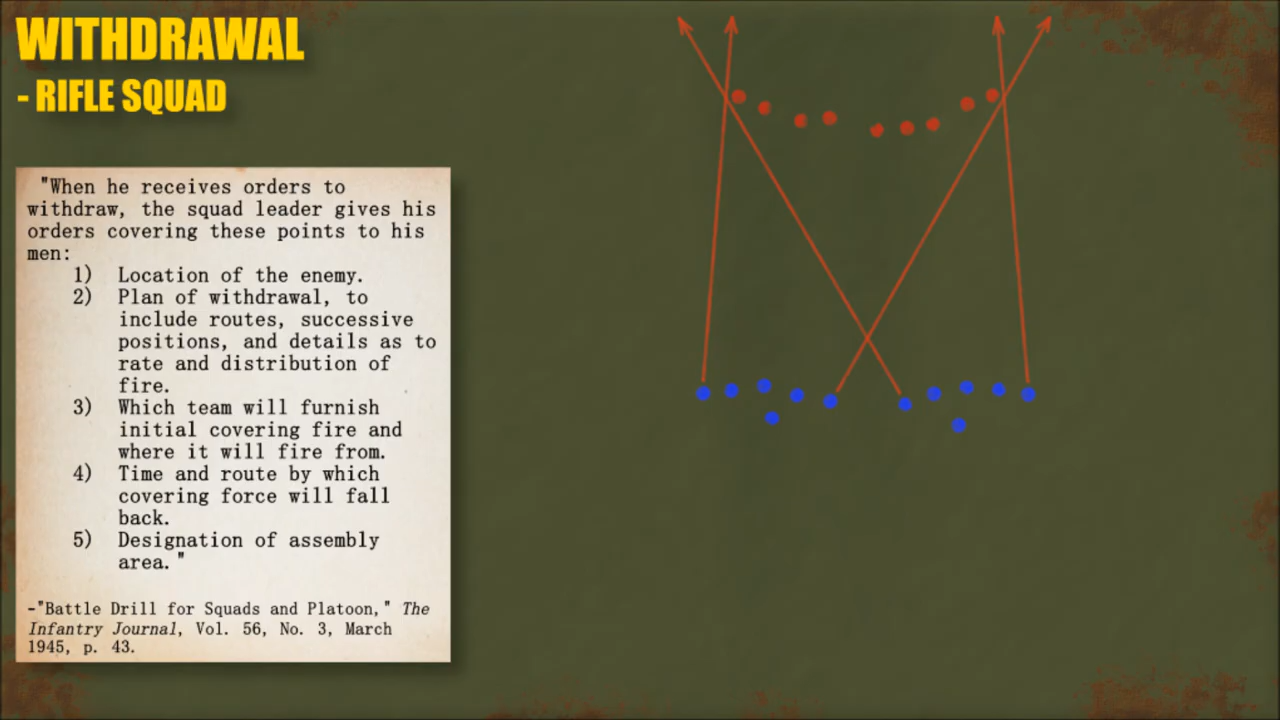 WITHDRAWAL
- RIFLE SQUAD
"When he receives orders to
withdraw, the squad leader gives his
orders covering these points to his
men:
1) Location of the enemy.
2) Plan of withdrawal, to
include routes, successive
positions, and details as to
rate and distribution of
fire.
3) Which team will furnish
initial covering fire and
where it will fire from.
4) Time and route by which
covering force will fall
back.
5) Designation of assembly
area."
-"Battle Drill for Squads and Platoon," The
Infantry Journal, Vol. 56, No. 3, March
1945, p. 43.